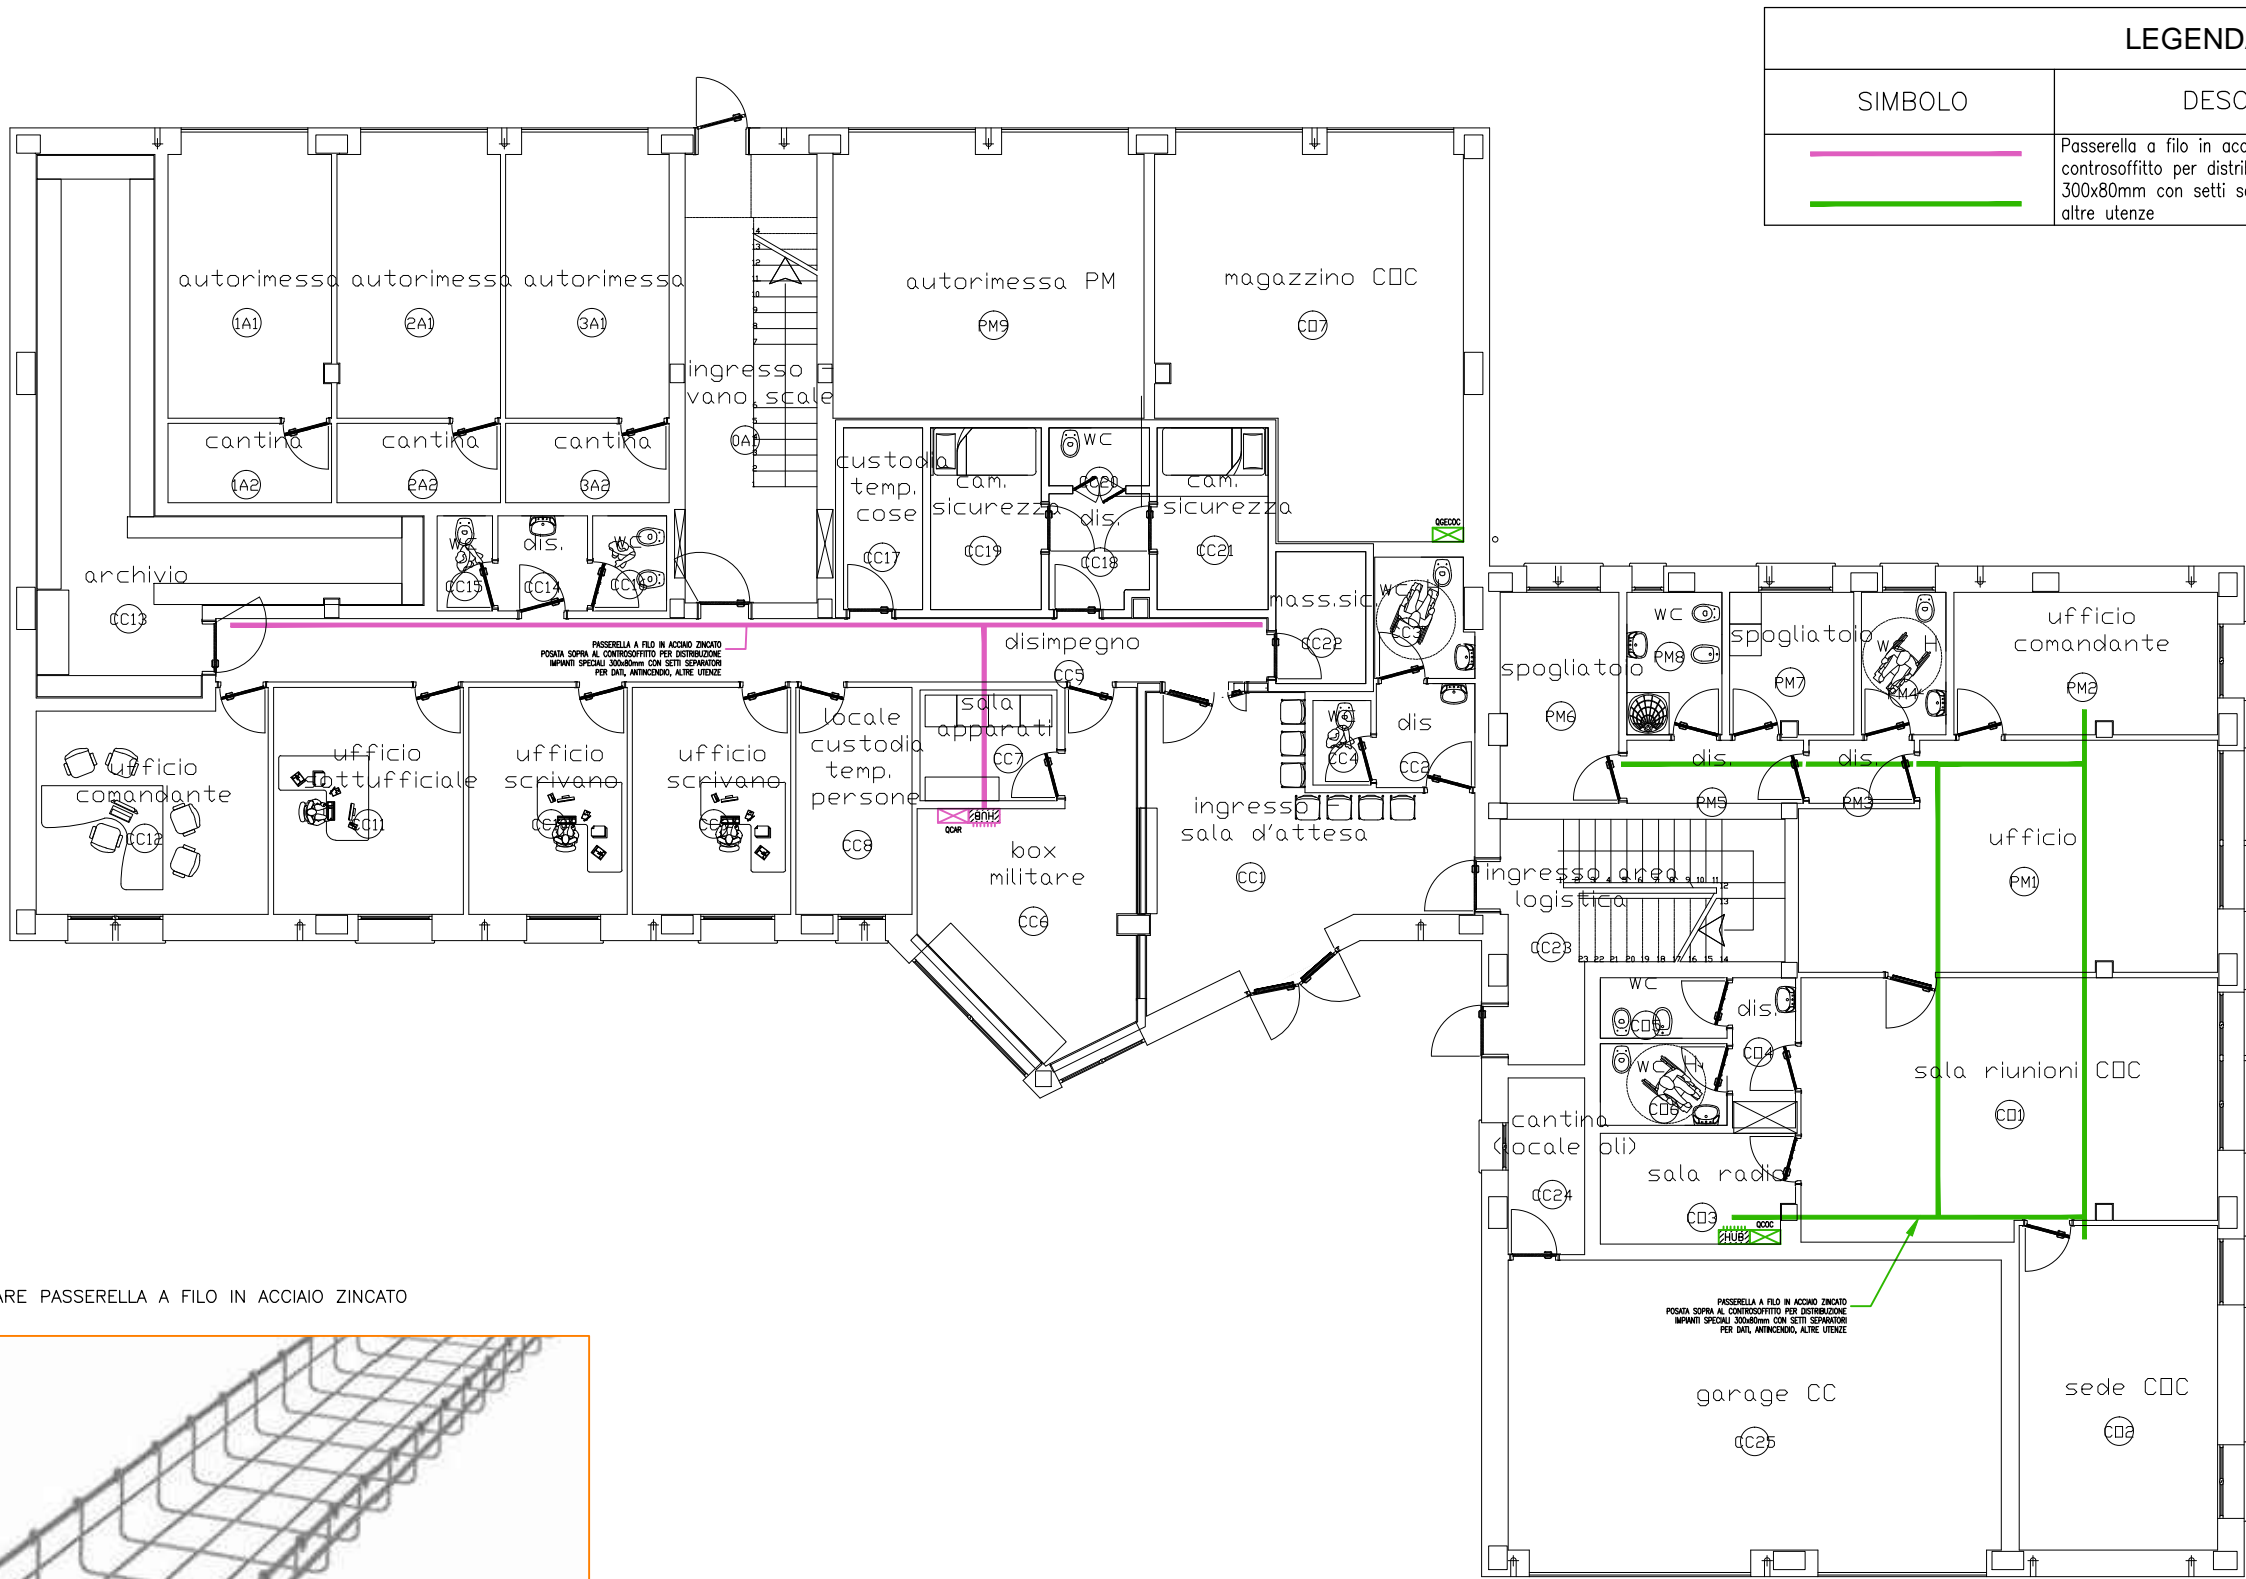 LEGENDA
SIMBOLO
DESC
Passerella a filo in acc
controsoffitto per distri
300x80mm con setti s
altre utenze
autorimessa
1A1
autorimessa
2A1
autorimessa
3A1
ingresso -
vano scale
0A1
autorimessa PM
PM9
magazzino COC
CO7
cantina
1A2
cantina
2A2
cantina
3A2
custodia
temp.
cose
CC17
cam.
sicurezza
CC19
WC
CC20
dis.
CC18
cam.
sicurezza
CC21
QGECOC
archivio
CC13
WC
CC15
dis.
CC14
WC
CC16
mass.sic.
CC22
WC H
CC3
PASSERELLA A FILO IN ACCIAIO ZINCATO
POSATA SOPRA AL CONTROSOFFITTO PER DISTRIBUZIONE
IMPIANTI SPECIALI 300x80mm CON SETTI SEPARATORI
PER DATI, ANTINCENDIO, ALTRE UTENZE
disimpegno
CC5
spogliatoio
PM6
WC
PM8
spogliatoio
PM7
WC H
PM4
ufficio
comandante
PM2
ufficio
comandante
CC12
ufficio
sottufficiale
CC11
ufficio
scrivano
ufficio
scrivano
locale
custodia
temp.
persone
CC8
sala
apparati
CC7
QCAR
HUB
box
militare
CC6
WC
CC4
dis
CC2
ingresso -
sala d'attesa
CC1
dis.
PM5
dis.
PM3
ufficio
PM1
ingresso area
logistica
CC23
WC
CO5
dis.
CO4
WC H
CO6
sala riunioni COC
CO1
cantina
(locale oli)
CC24
sala radio
CO3
QCOC
HUB
PASSERELLA A FILO IN ACCIAIO ZINCATO
POSATA SOPRA AL CONTROSOFFITTO PER DISTRIBUZIONE
IMPIANTI SPECIALI 300x80mm CON SETTI SEPARATORI
PER DATI, ANTINCENDIO, ALTRE UTENZE
garage CC
CC25
sede COC
CO2
ARE PASSERELLA A FILO IN ACCIAIO ZINCATO